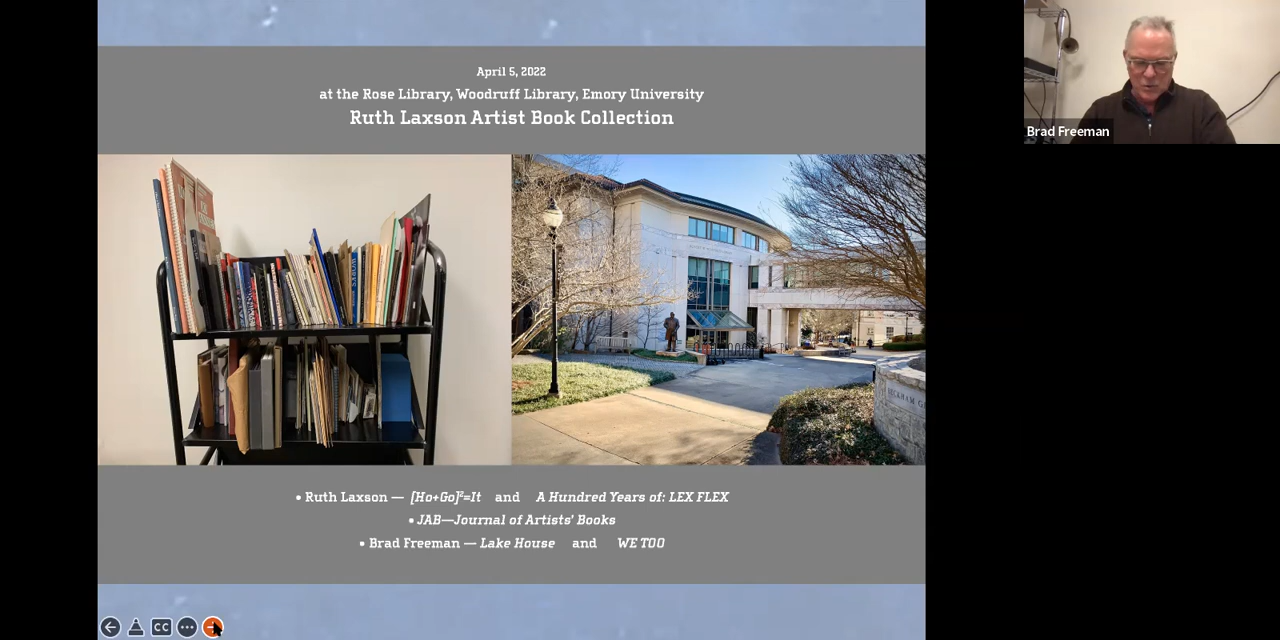 April 5, 2022
at the Rose Library, Woodruff Library, Emory University
Ruth Laxson Artist Book Collection
Brad Freeman
• Ruth Laxson — [Ho+Go]²=It and A Hundred Years of: LEX FLEX
• JAB—Journal of Artists' Books
• Brad Freeman — Lake House and WE TOO
CC